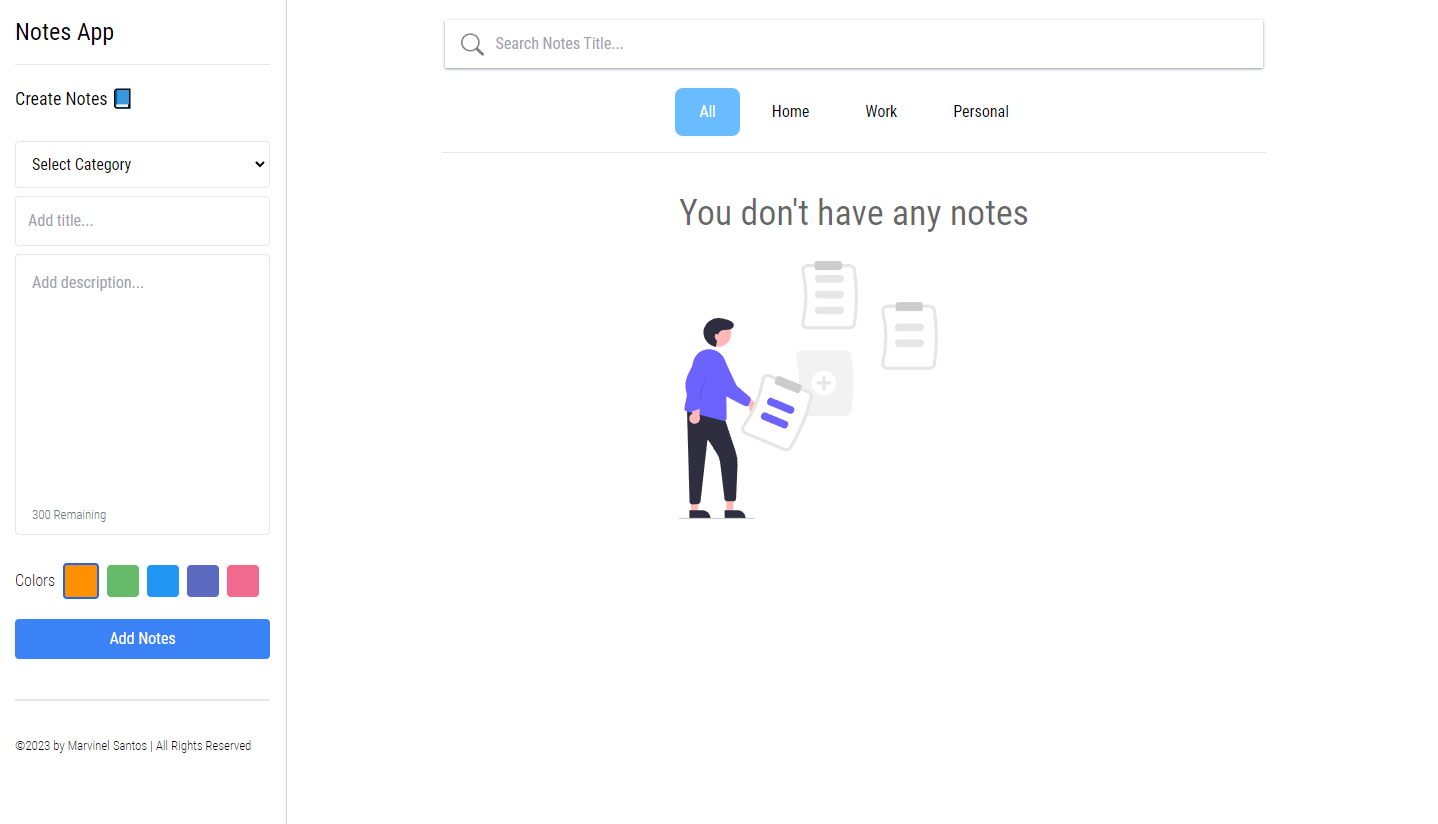 Notes App
Create Notes
Select Category
Add title...
Add description...
300 Remaining
Colors
Add Notes
©2023 by Marvinel Santos | All Rights Reserved
Search Notes Title...
All Home Work Personal
You don't have any notes